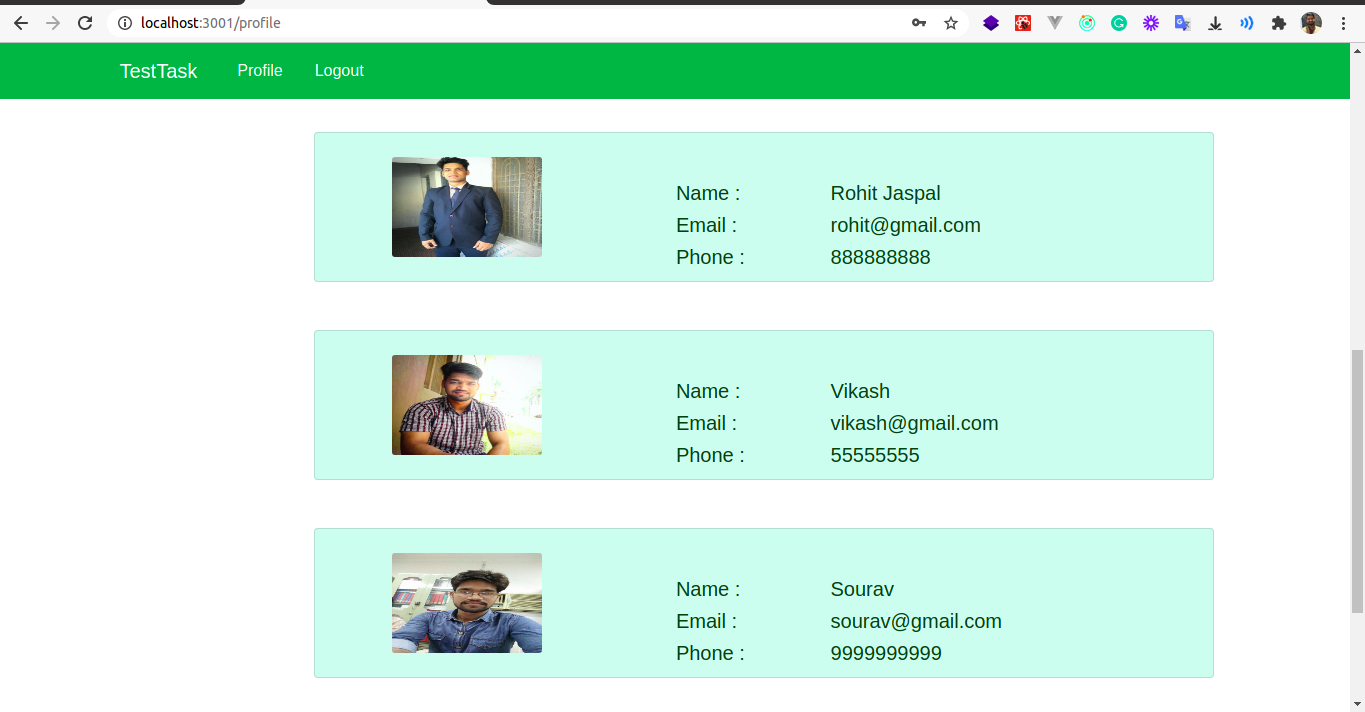 localhost:3001/profile
TestTask Profile Logout
Name : Rohit Jaspal
Email : rohit@gmail.com
Phone : 888888888
Name : Vikash
Email : vikash@gmail.com
Phone : 55555555
Name : Sourav
Email : sourav@gmail.com
Phone : 9999999999